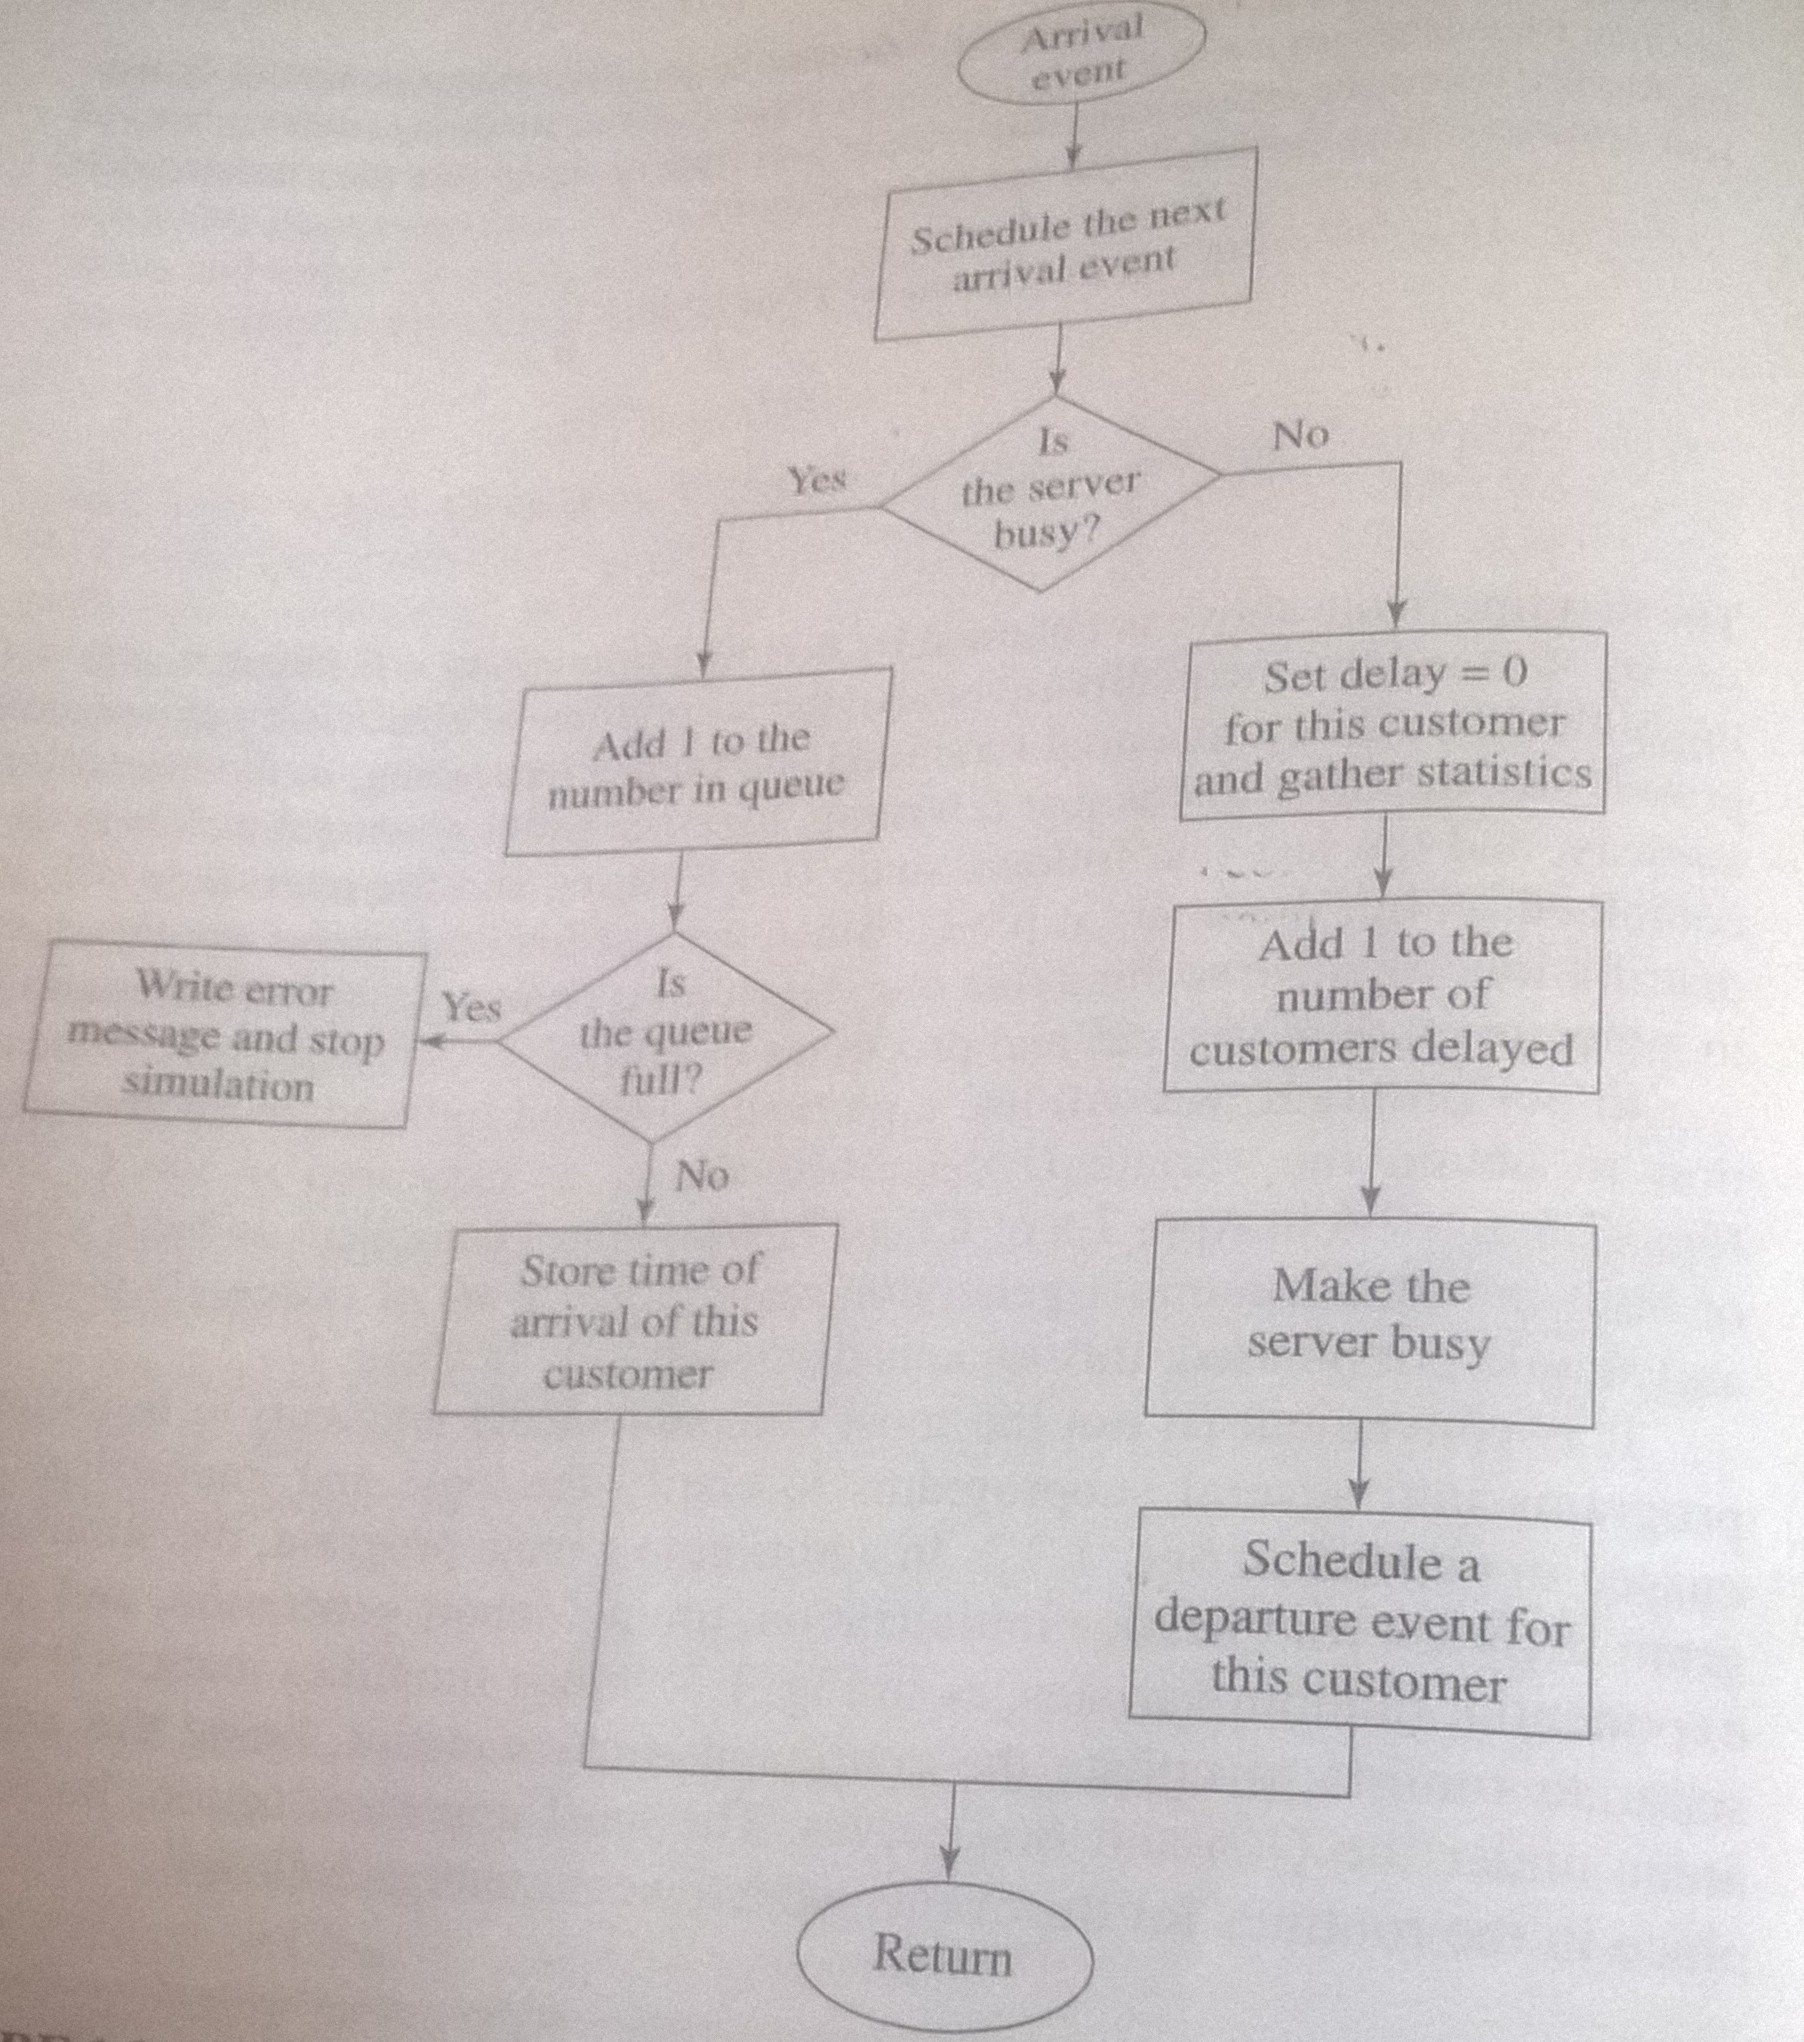 Arrival
event
Schedule the next
arrival event
Is
the server
busy?
Yes
No
Add 1 to the
number in queue
Set delay = 0
for this customer
and gather statistics
Is
the queue
full?
Yes
Write error
message and stop
simulation
No
Add 1 to the
number of
customers delayed
Store time of
arrival of this
customer
Make the
server busy
Schedule a
departure event for
this customer
Return